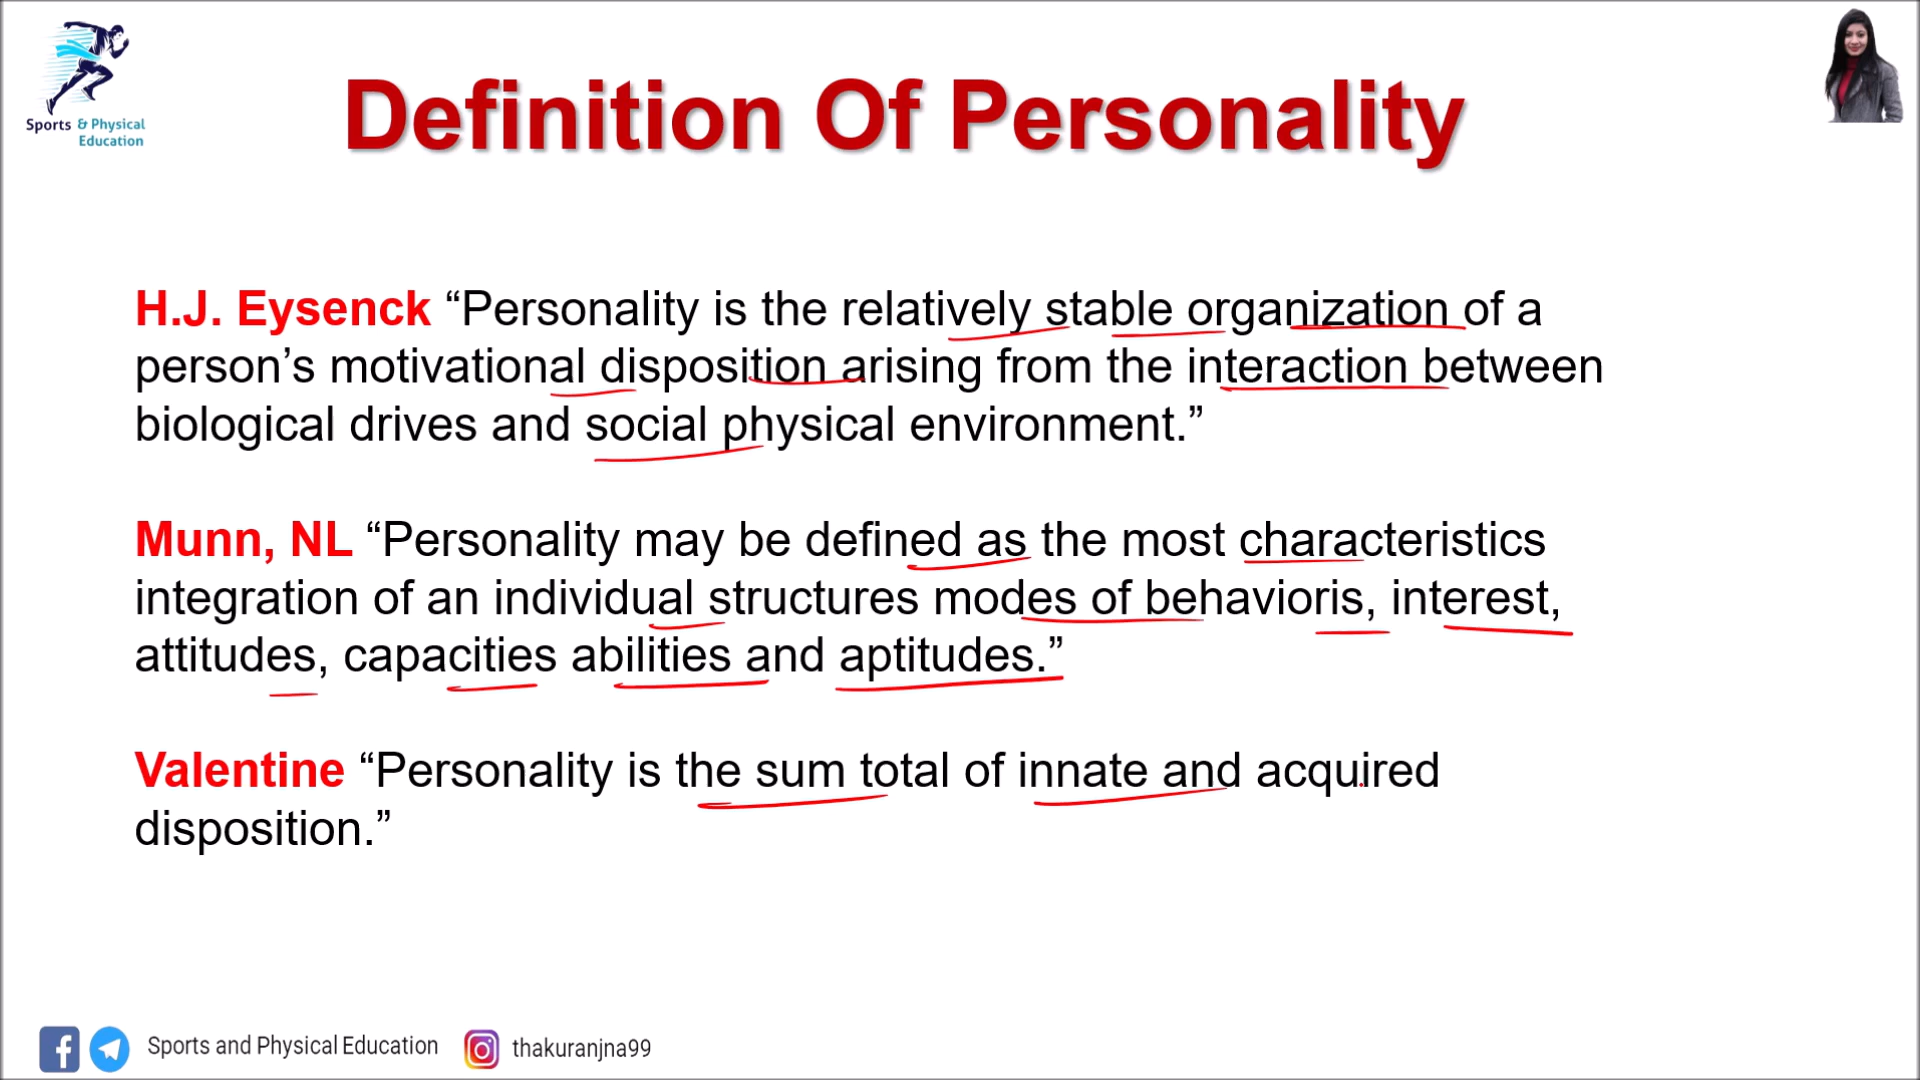 Sports & Physical
Education
Definition Of Personality
H.J. Eysenck “Personality is the relatively stable organization of a
person’s motivational disposition arising from the interaction between
biological drives and social physical environment.”
Munn, NL “Personality may be defined as the most characteristics
integration of an individual structures modes of behavioris, interest,
attitudes, capacities abilities and aptitudes.”
Valentine “Personality is the sum total of innate and acquired
disposition.”
Sports and Physical Education thakuranjna99